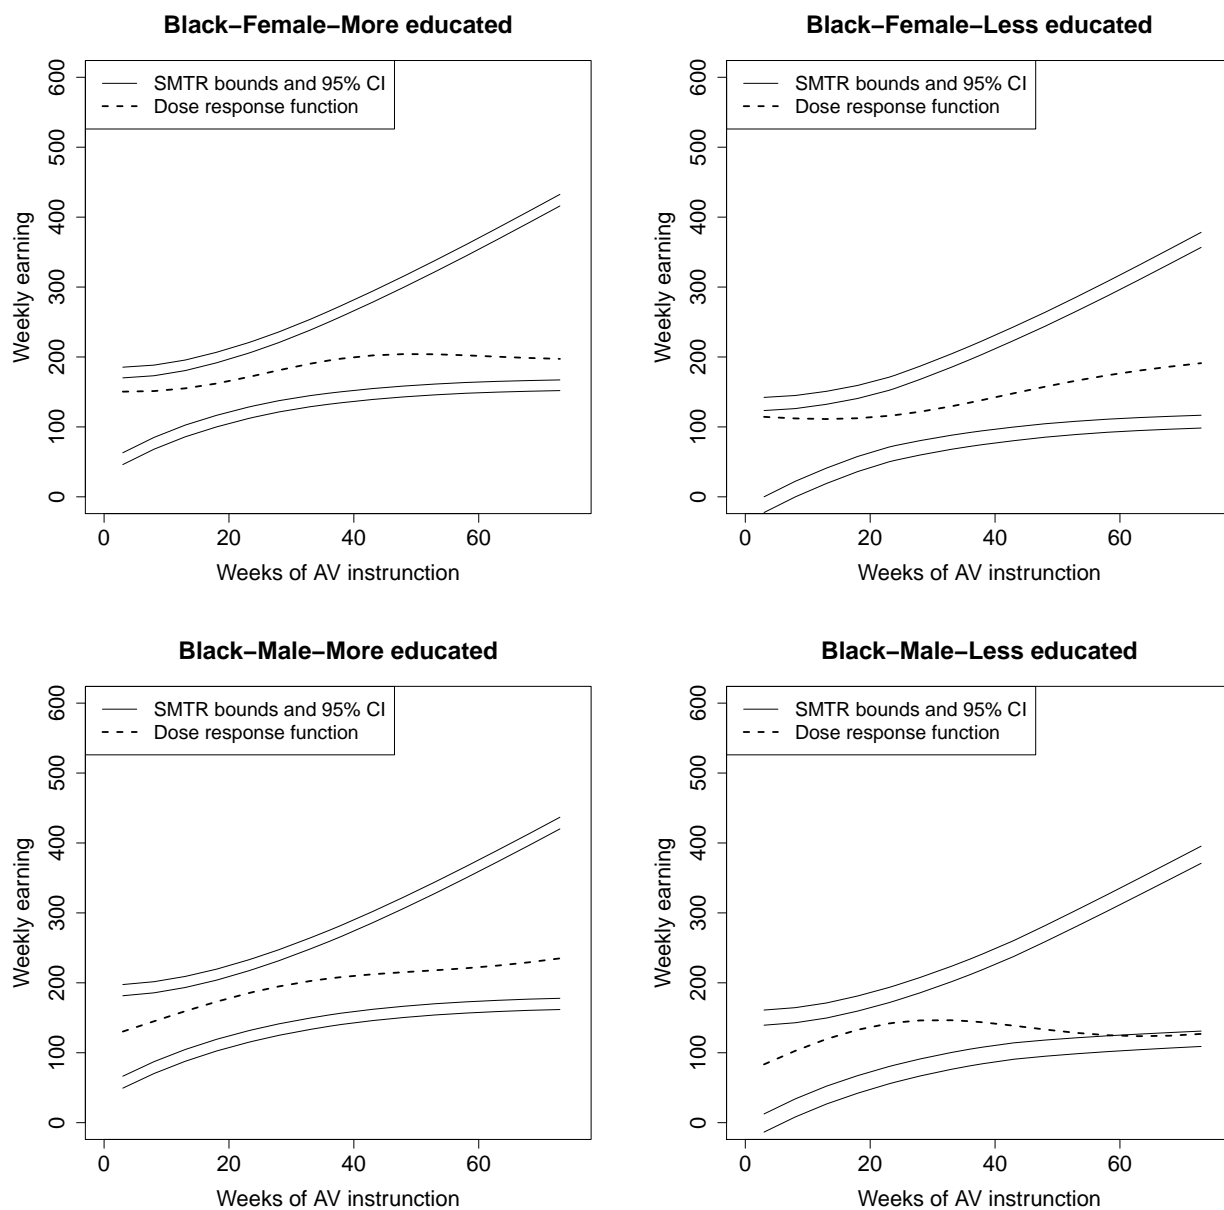 Black−Female−More educated
SMTR bounds and 95% CI
Dose response function
Weekly earning
600
500
400
300
200
100
0
0 20 40 60
Weeks of AV instrunction
Black−Female−Less educated
SMTR bounds and 95% CI
Dose response function
Weekly earning
600
500
400
300
200
100
0
0 20 40 60
Weeks of AV instrunction
Black−Male−More educated
SMTR bounds and 95% CI
Dose response function
Weekly earning
600
500
400
300
200
100
0
0 20 40 60
Weeks of AV instrunction
Black−Male−Less educated
SMTR bounds and 95% CI
Dose response function
Weekly earning
600
500
400
300
200
100
0
0 20 40 60
Weeks of AV instrunction